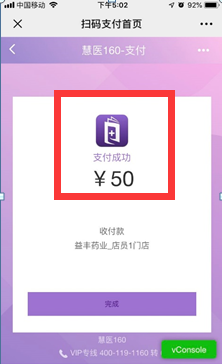 中国移动 下午5:02 92%
扫码支付首页
慧医160-支付
支付成功
￥50
收付款
益丰药业_店员1门店
完成
慧医160
VIP专线 400-119-1160 转
vConsole